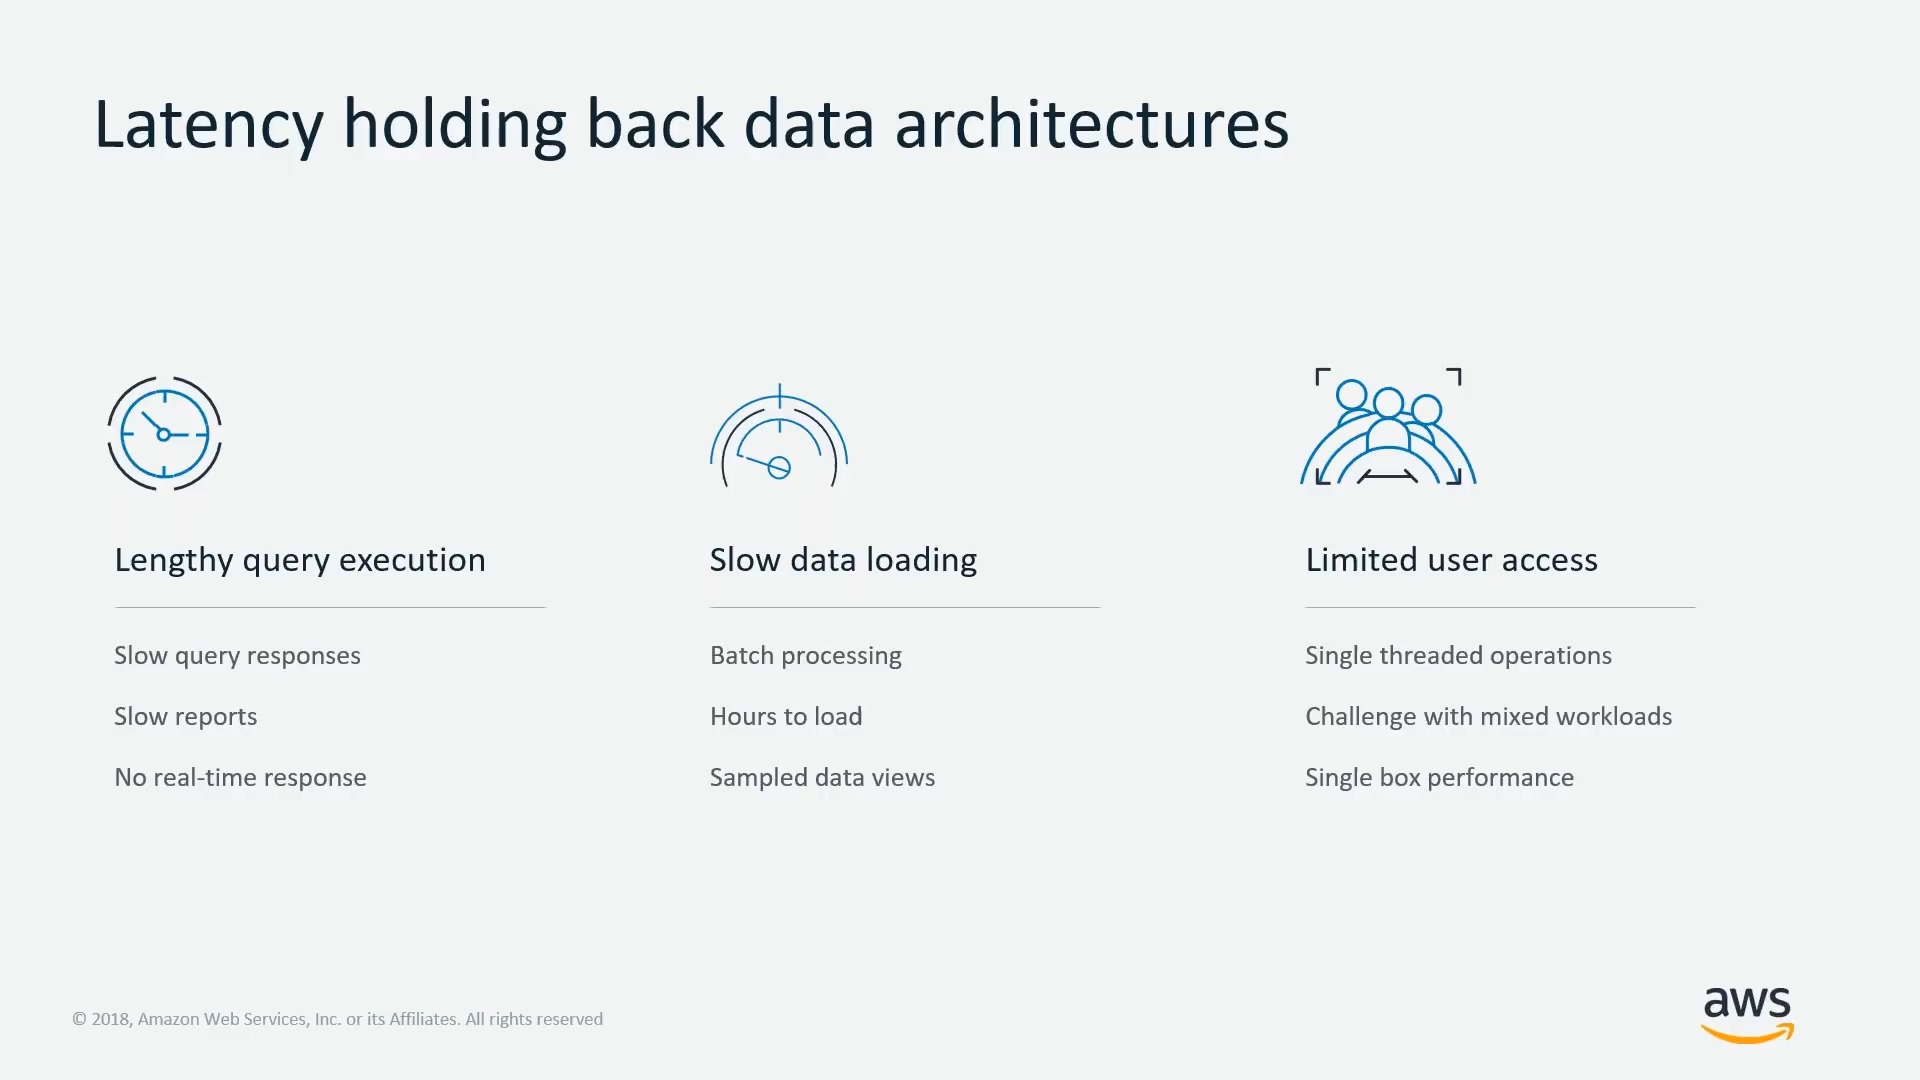 Latency holding back data architectures
Lengthy query execution
Slow query responses
Slow reports
No real-time response
Slow data loading
Batch processing
Hours to load
Sampled data views
Limited user access
Single threaded operations
Challenge with mixed workloads
Single box performance
© 2018, Amazon Web Services, Inc. or its Affiliates. All rights reserved
aws